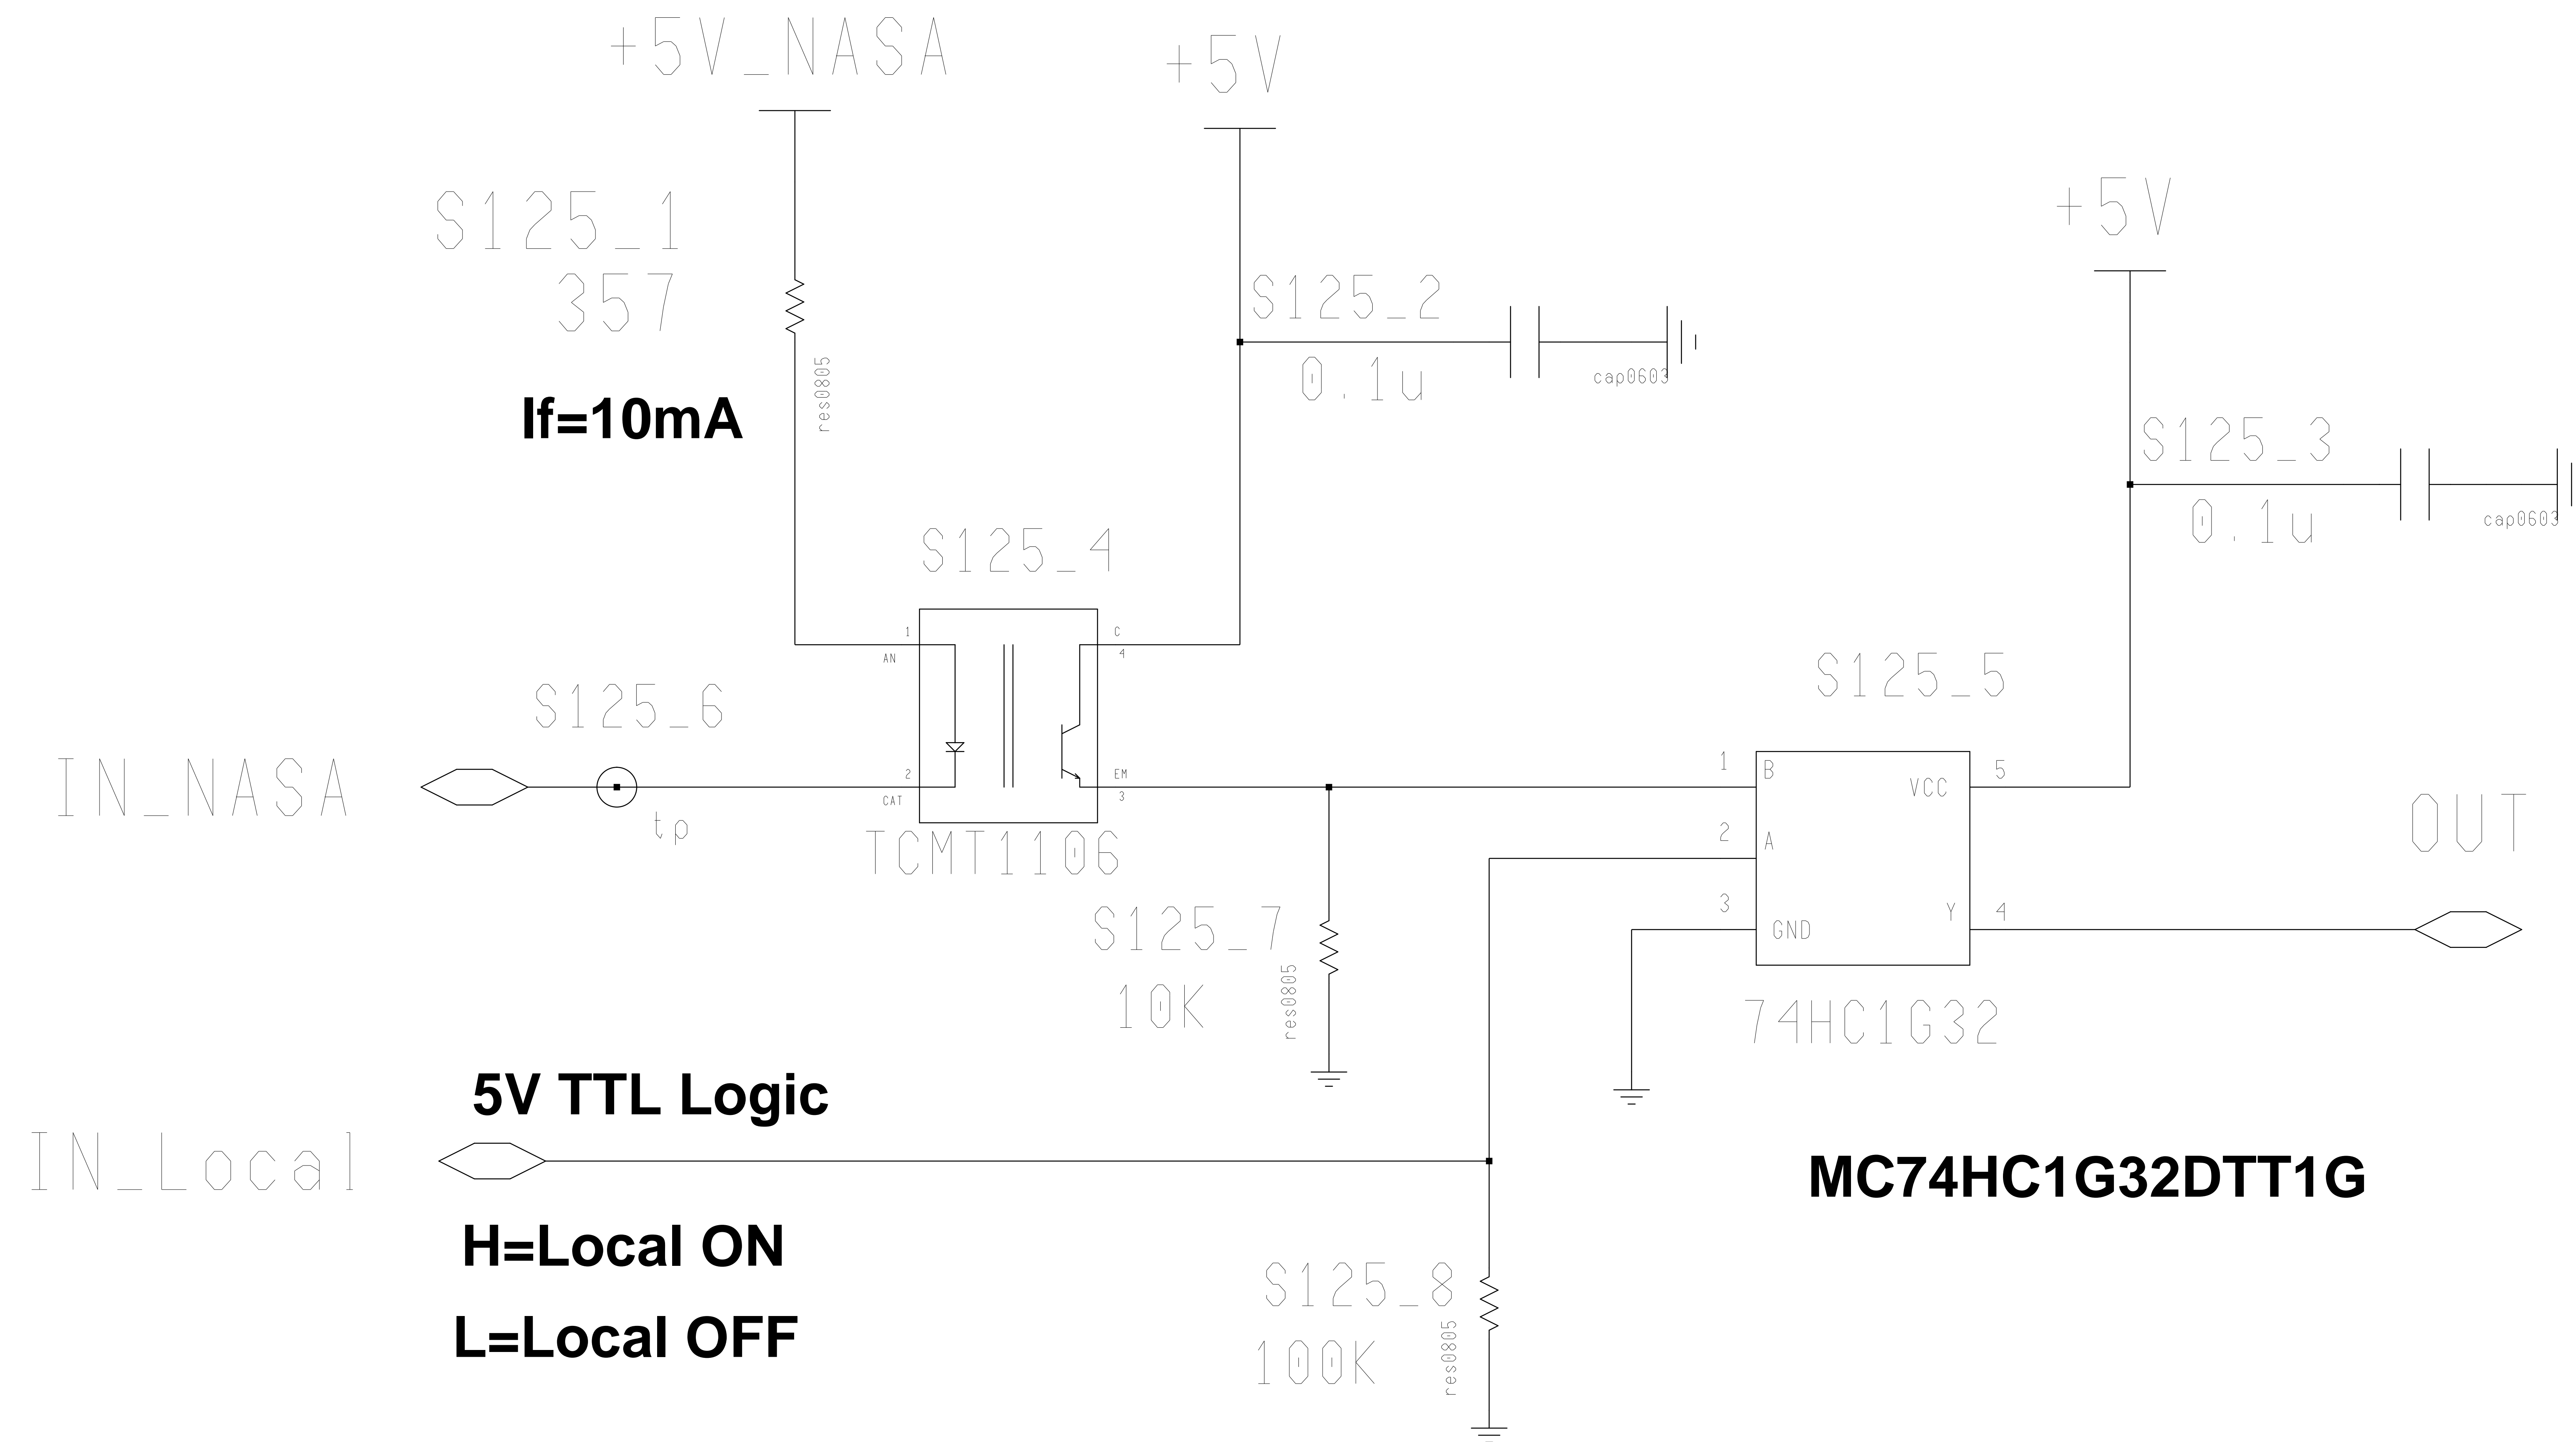 +5V_NASA
+5V
+5V
S125_1
357
If=10mA
res0805
S125_2
0.1u
cap0603
S125_3
0.1u
cap0603
S125_4
1
AN
C
4
2
CAT
EM
3
TCMT1106
S125_6
tp
IN_NASA
S125_5
1
B
VCC
5
2
A
3
GND
Y
4
74HC1G32
OUT
S125_7
10K
res0805
5V TTL Logic
IN_Local
H=Local ON
L=Local OFF
MC74HC1G32DTT1G
S125_8
100K
res0805